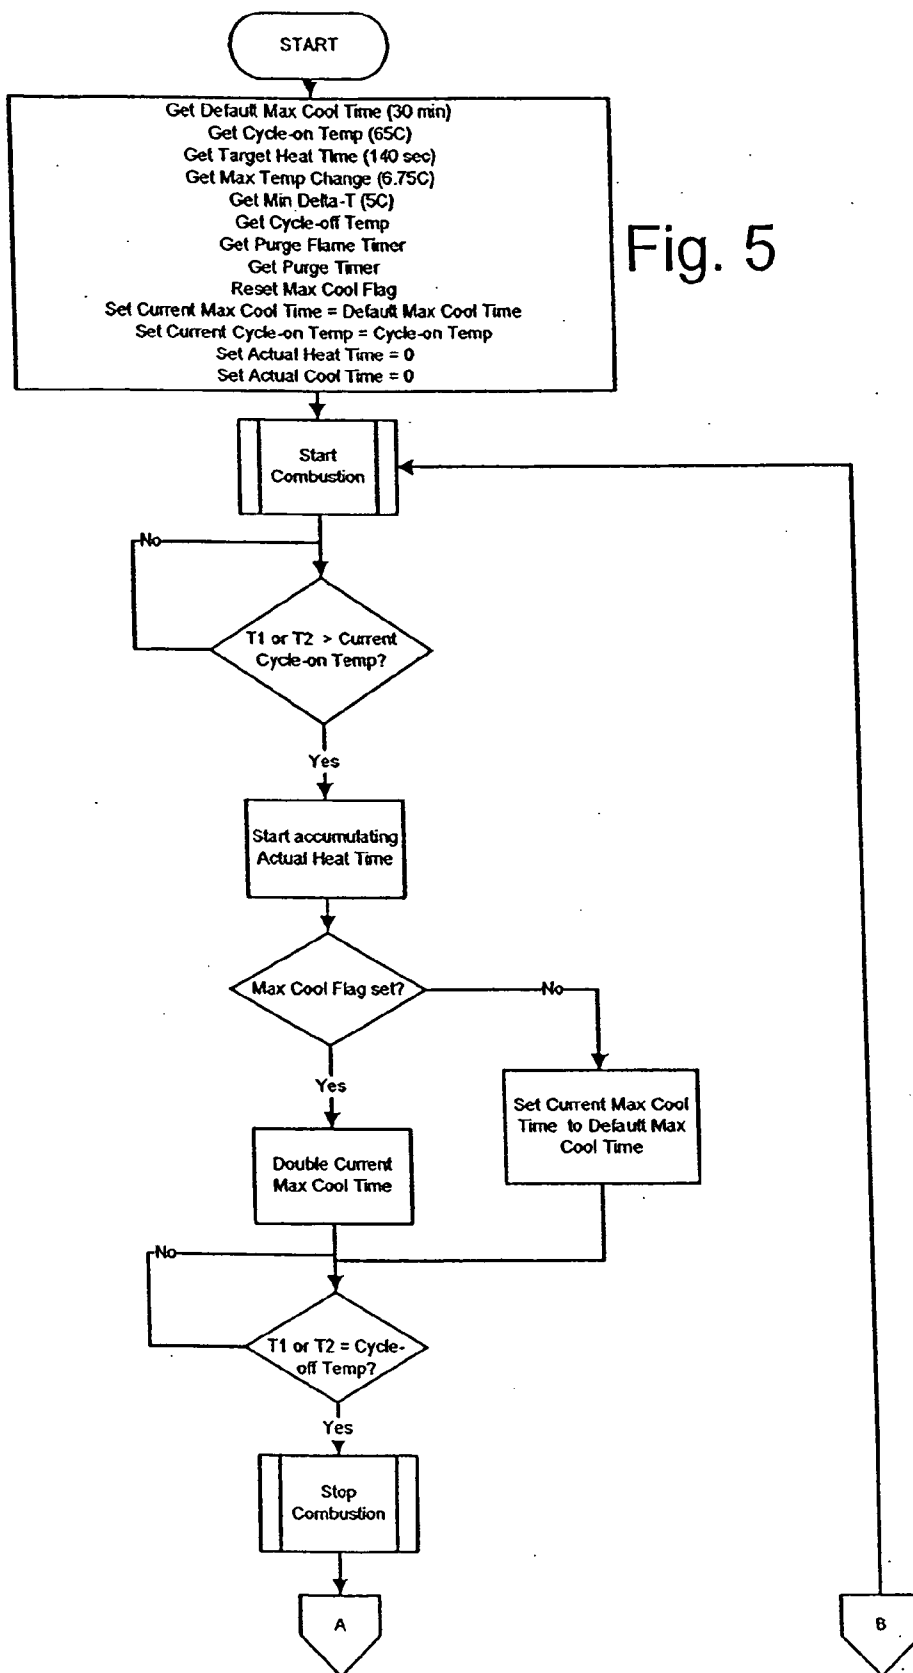 START
Get Default Max Cool Time (30 min)
Get Cycle-on Temp (65C)
Get Target Heat Time (140 sec)
Get Max Temp Change (6.75C)
Get Min Delta-T (5C)
Get Cycle-off Temp
Get Purge Flame Timer
Get Purge Timer
Reset Max Cool Flag
Set Current Max Cool Time = Default Max Cool Time
Set Current Cycle-on Temp = Cycle-on Temp
Set Actual Heat Time = 0
Set Actual Cool Time = 0
Fig. 5
Start
Combustion
No
T1 or T2 > Current
Cycle-on Temp?
Yes
Start accumulating
Actual Heat Time
Max Cool Flag set?
No
Yes
Set Current Max Cool
Time to Default Max
Cool Time
Double Current
Max Cool Time
No
T1 or T2 = Cycle-
off Temp?
Yes
Stop
Combustion
A
B